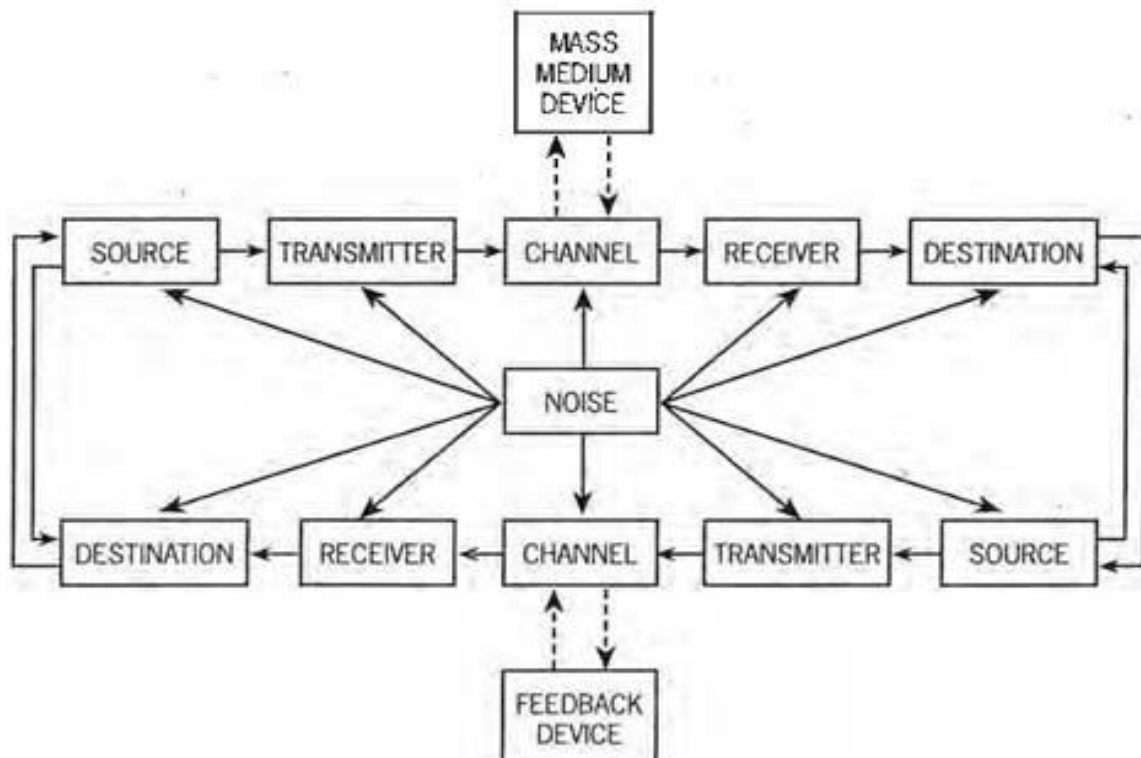 MASS
MEDIUM
DEVICE
SOURCE
TRANSMITTER
CHANNEL
RECEIVER
DESTINATION
NOISE
DESTINATION
RECEIVER
CHANNEL
TRANSMITTER
SOURCE
FEEDBACK
DEVICE